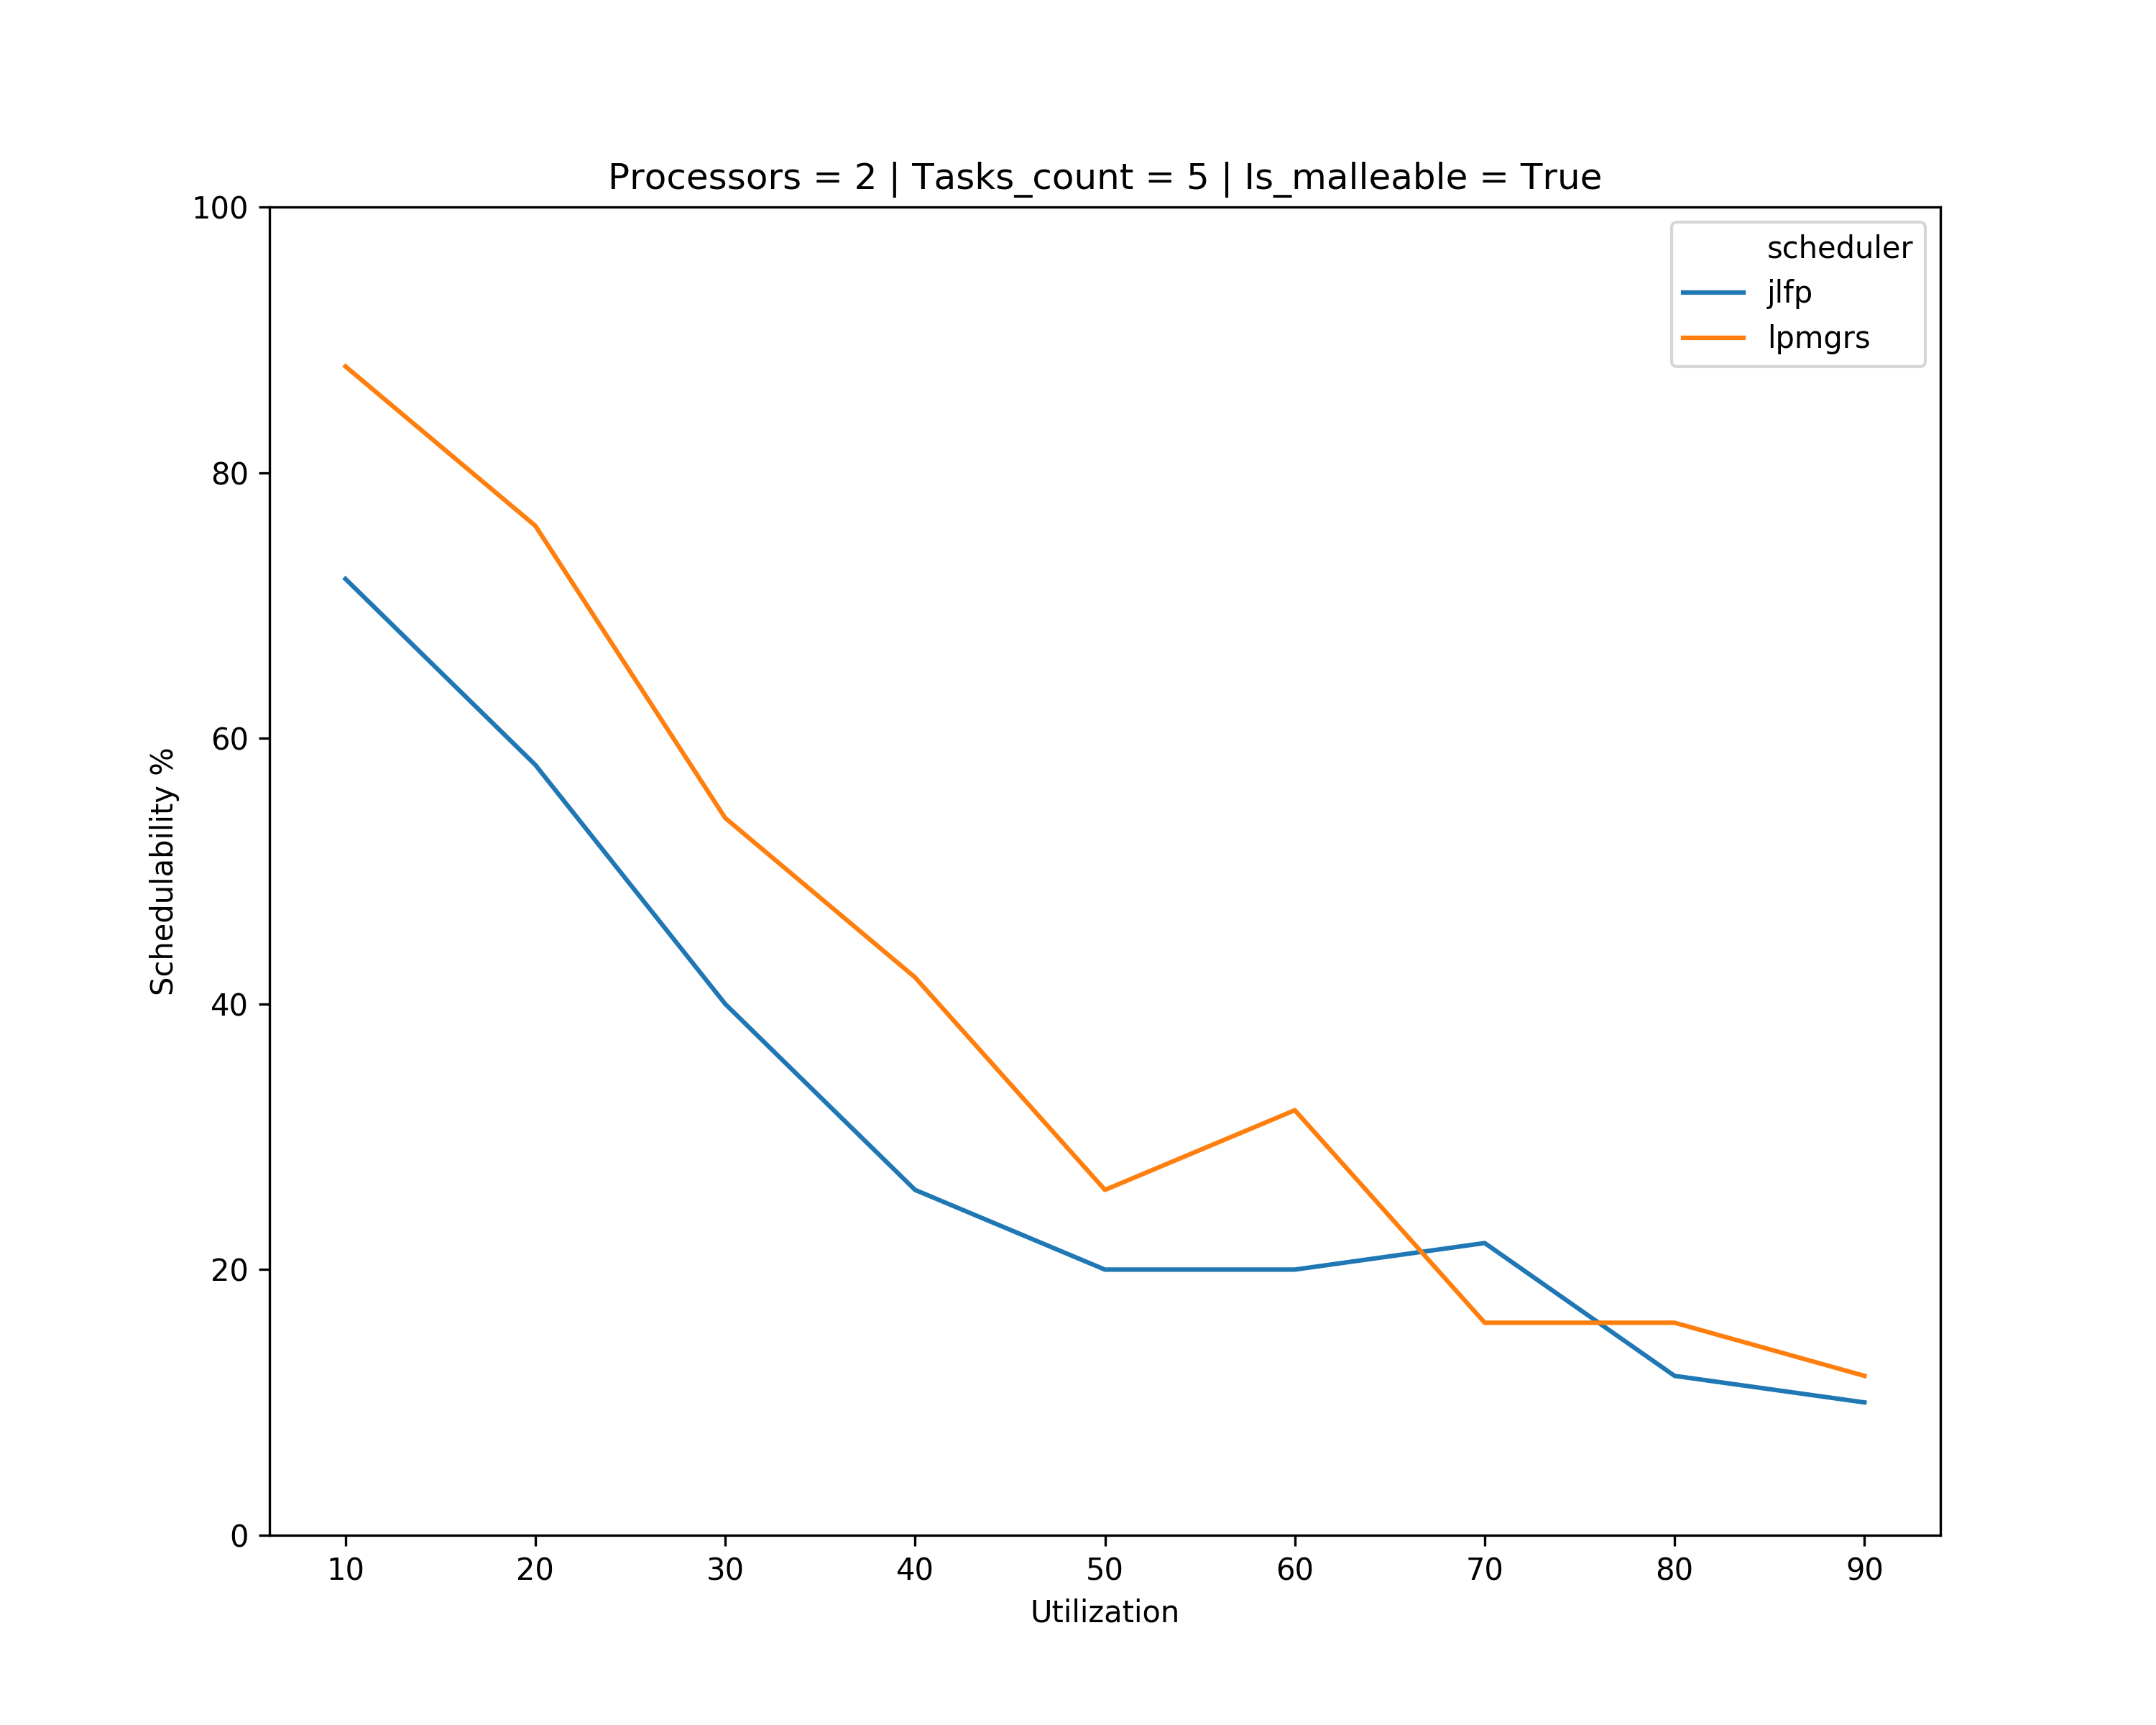 Processors = 2 | Tasks_count = 5 | Is_malleable = True
scheduler
jlfp
lpmgrs
Schedulability %
100
80
60
40
20
0
10 20 30 40 50 60 70 80 90
Utilization